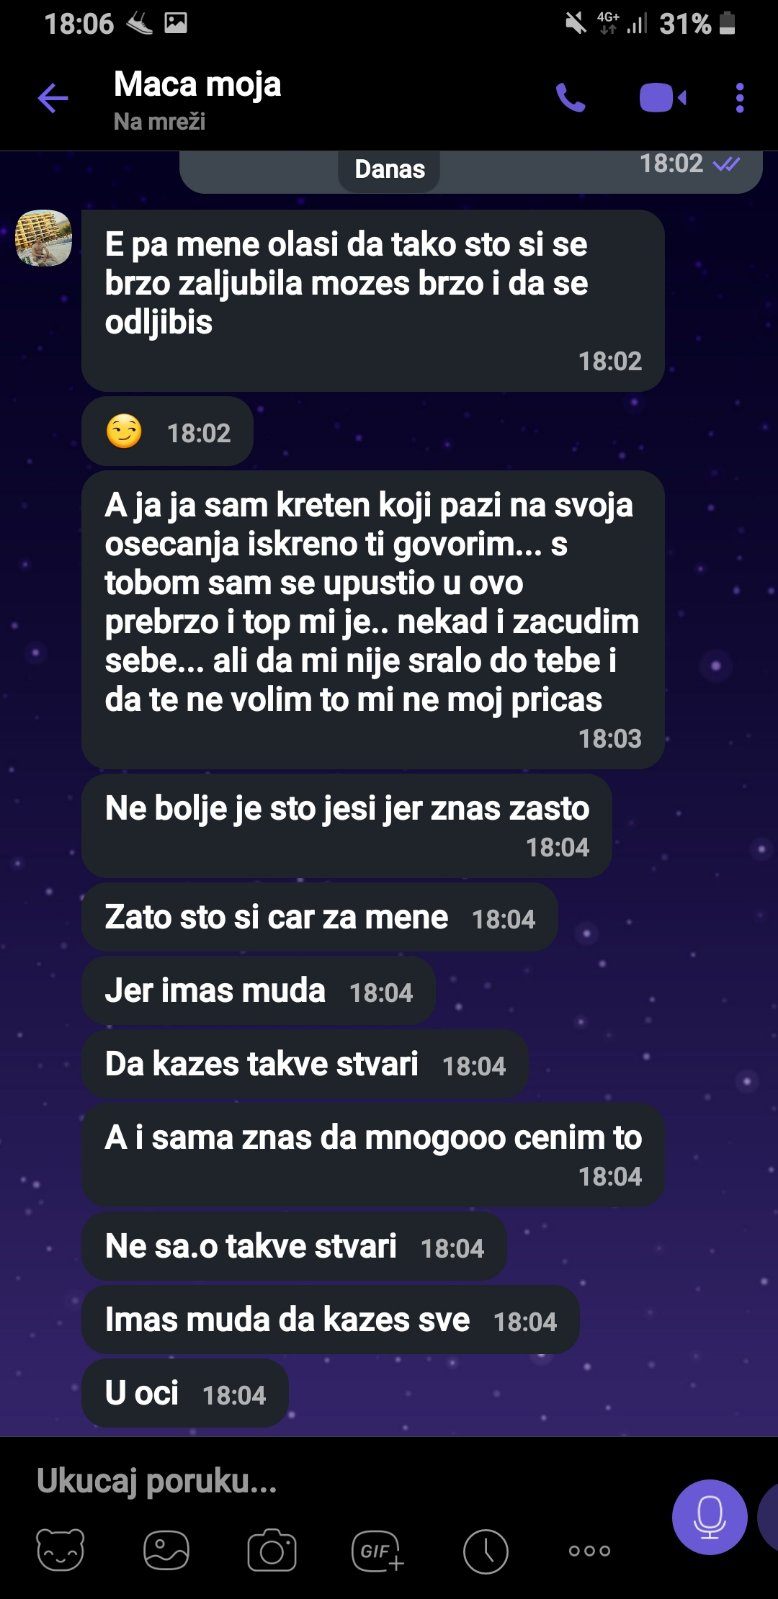 18:06
4G+
31%
Maca moja
Na mreži
18:02
Danas
E pa mene olasi da tako sto si se
brzo zaljubila mozes brzo i da se
odljibis
18:02
😏 18:02
A ja ja sam kreten koji pazi na svoja
osecanja iskreno ti govorim... s
tobom sam se upustio u ovo
prebrzo i top mi je.. nekad i zacudim
sebe... ali da mi nije sralo do tebe i
da te ne volim to mi ne moj pricas
18:03
Ne bolje je sto jesi jer znas zasto
18:04
Zato sto si car za mene 18:04
Jer imas muda 18:04
Da kazes takve stvari 18:04
A i sama znas da mnogooo cenim to
18:04
Ne sa.o takve stvari 18:04
Imas muda da kazes sve 18:04
U oci 18:04
Ukucaj poruku...
GIF